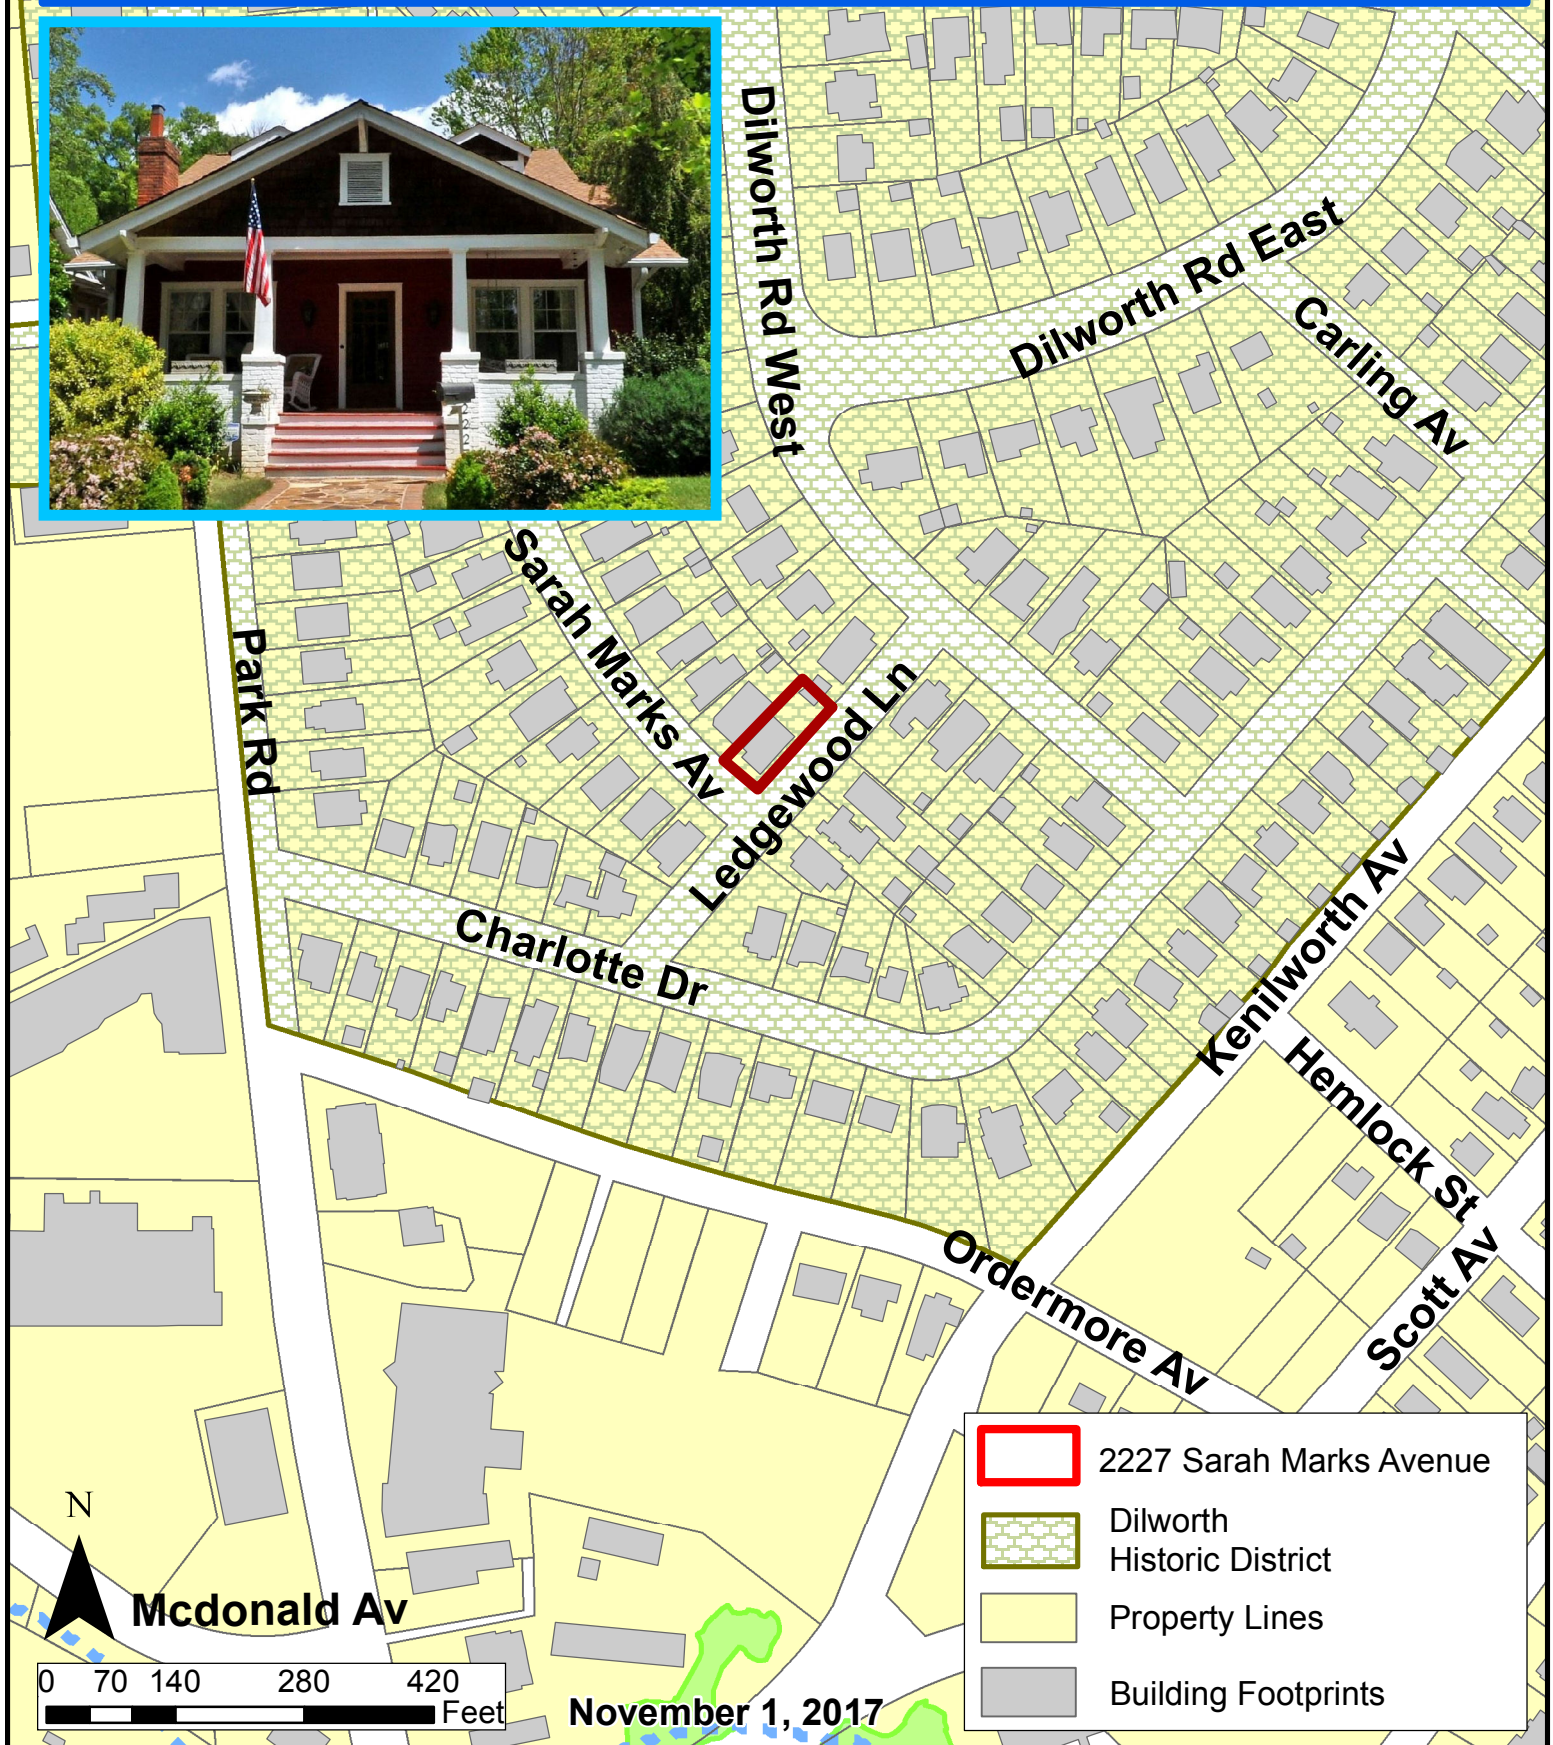 Dilworth Rd West
Dilworth Rd East
Carling Av
Sarah Marks Av
Park Rd
Ledgewood Ln
Charlotte Dr
Kenilworth Av
Hemlock St
Scott Av
Ordermore Av
2227 Sarah Marks Avenue
Dilworth
Historic District
Property Lines
Building Footprints
N
Mcdonald Av
0 70 140 280 420
Feet
November 1, 2017